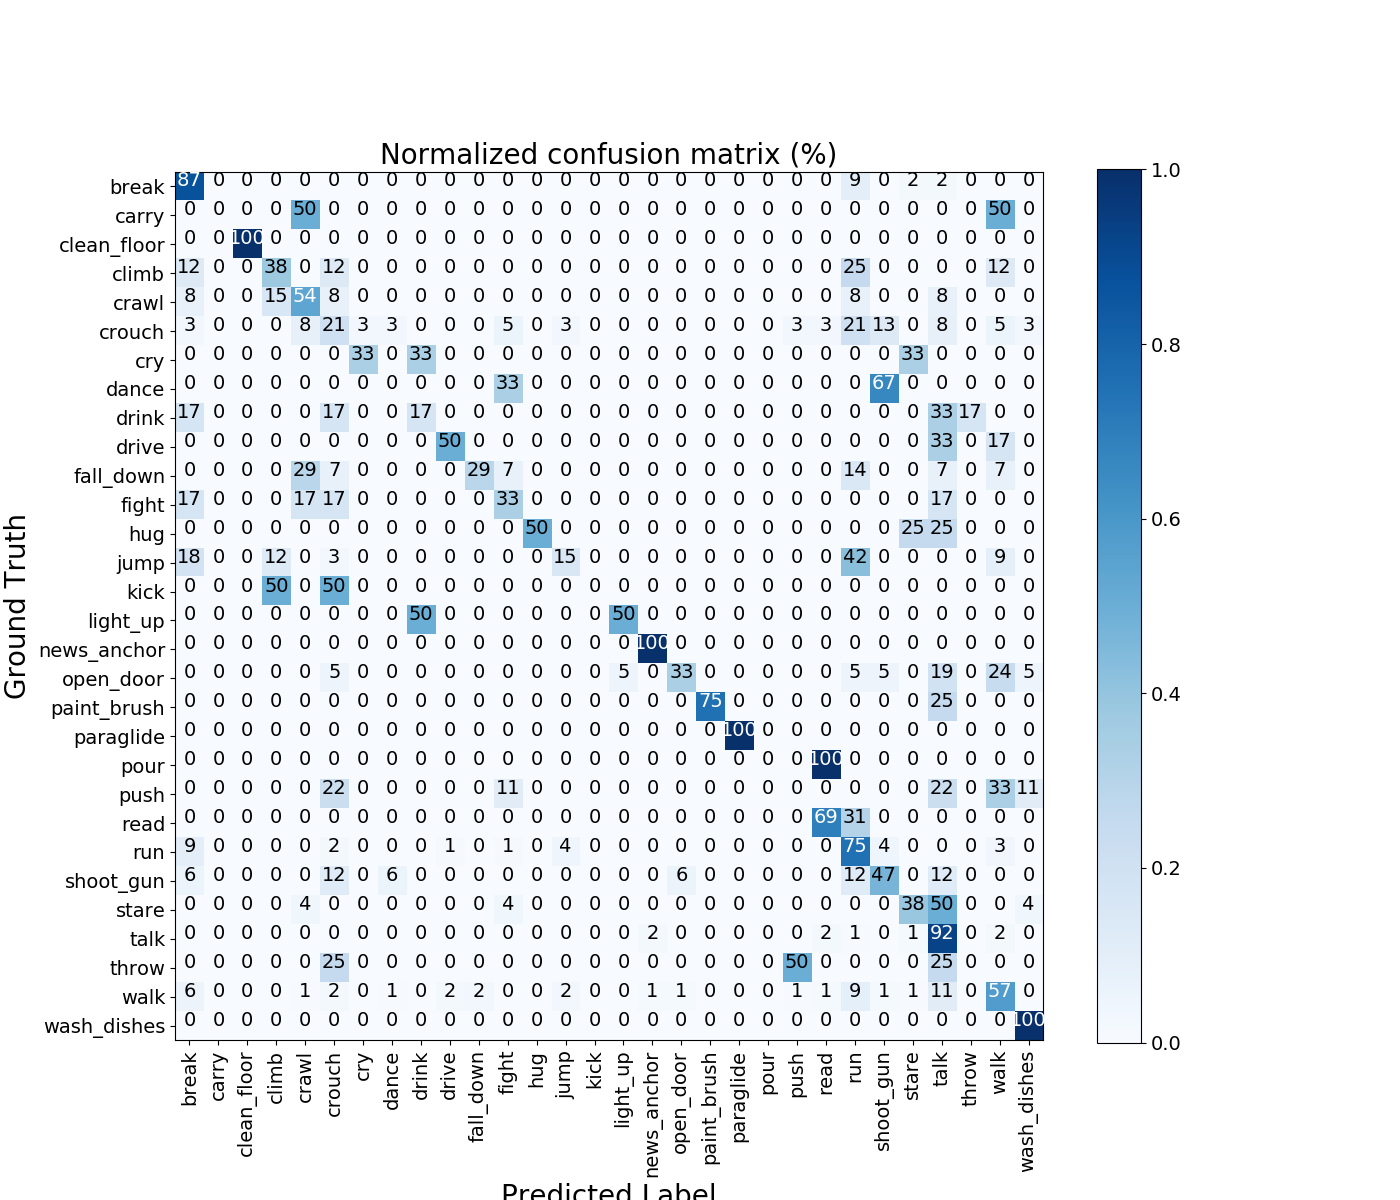 Normalized confusion matrix (%)
break 87 0 0 0 0 0 0 0 0 0 0 0 0 0 0 0 0 0 0 0 0 0 0 9 0 2 2 0 0 0
carry 0 0 0 0 50 0 0 0 0 0 0 0 0 0 0 0 0 0 0 0 0 0 0 0 0 0 0 0 50 0
clean_floor 0 0 100 0 0 0 0 0 0 0 0 0 0 0 0 0 0 0 0 0 0 0 0 0 0 0 0 0 0 0
climb 12 0 0 38 0 12 0 0 0 0 0 0 0 0 0 0 0 0 0 0 0 0 0 25 0 0 0 0 12 0
crawl 8 0 0 15 54 8 0 0 0 0 0 0 0 0 0 0 0 0 0 0 0 0 0 8 0 0 8 0 0 0
crouch 3 0 0 0 8 21 3 3 0 0 0 5 0 3 0 0 0 0 0 0 0 3 3 21 13 0 8 0 5 3
cry 0 0 0 0 0 0 33 0 33 0 0 0 0 0 0 0 0 0 0 0 0 0 0 0 0 33 0 0 0 0
dance 0 0 0 0 0 0 0 0 0 0 0 33 0 0 0 0 0 0 0 0 0 0 0 0 67 0 0 0 0 0
drink 17 0 0 0 0 17 0 0 17 0 0 0 0 0 0 0 0 0 0 0 0 0 0 0 0 0 33 17 0 0
drive 0 0 0 0 0 0 0 0 0 50 0 0 0 0 0 0 0 0 0 0 0 0 0 0 0 0 33 0 17 0
fall_down 0 0 0 0 29 7 0 0 0 0 29 7 0 0 0 0 0 0 0 0 0 0 0 14 0 0 7 0 7 0
fight 17 0 0 0 17 17 0 0 0 0 0 33 0 0 0 0 0 0 0 0 0 0 0 0 0 0 17 0 0 0
hug 0 0 0 0 0 0 0 0 0 0 0 0 50 0 0 0 0 0 0 0 0 0 0 0 0 25 25 0 0 0
jump 18 0 0 12 0 3 0 0 0 0 0 0 0 15 0 0 0 0 0 0 0 0 0 42 0 0 0 0 9 0
kick 0 0 0 50 0 50 0 0 0 0 0 0 0 0 0 0 0 0 0 0 0 0 0 0 0 0 0 0 0 0
light_up 0 0 0 0 0 0 0 0 50 0 0 0 0 0 0 50 0 0 0 0 0 0 0 0 0 0 0 0 0 0
news_anchor 0 0 0 0 0 0 0 0 0 0 0 0 0 0 0 0 100 0 0 0 0 0 0 0 0 0 0 0 0 0
open_door 0 0 0 0 0 5 0 0 0 0 0 0 0 0 0 5 0 33 0 0 0 0 0 5 5 0 19 0 24 5
paint_brush 0 0 0 0 0 0 0 0 0 0 0 0 0 0 0 0 0 0 75 0 0 0 0 0 0 0 25 0 0 0
paraglide 0 0 0 0 0 0 0 0 0 0 0 0 0 0 0 0 0 0 0 100 0 0 0 0 0 0 0 0 0 0
pour 0 0 0 0 0 0 0 0 0 0 0 0 0 0 0 0 0 0 0 0 0 0 100 0 0 0 0 0 0 0
push 0 0 0 0 0 22 0 0 0 0 0 11 0 0 0 0 0 0 0 0 0 0 0 0 0 0 22 0 33 11
read 0 0 0 0 0 0 0 0 0 0 0 0 0 0 0 0 0 0 0 0 0 0 69 31 0 0 0 0 0 0
run 9 0 0 0 0 2 0 0 0 1 0 1 0 4 0 0 0 0 0 0 0 0 0 75 4 0 0 0 3 0
shoot_gun 6 0 0 0 0 12 0 6 0 0 0 0 0 0 0 0 0 6 0 0 0 0 0 12 47 0 12 0 0 0
stare 0 0 0 0 4 0 0 0 0 0 0 4 0 0 0 0 0 0 0 0 0 0 0 0 0 38 50 0 0 4
talk 0 0 0 0 0 0 0 0 0 0 0 0 0 0 0 0 2 0 0 0 0 0 2 1 0 1 92 0 2 0
throw 0 0 0 0 0 25 0 0 0 0 0 0 0 0 0 0 0 0 0 0 0 50 0 0 0 0 25 0 0 0
walk 6 0 0 0 1 2 0 1 0 2 2 0 0 2 0 0 1 1 0 0 0 1 1 9 1 1 11 0 57 0
wash_dishes 0 0 0 0 0 0 0 0 0 0 0 0 0 0 0 0 0 0 0 0 0 0 0 0 0 0 0 0 0 100
break
carry
clean_floor
climb
crawl
crouch
cry
dance
drink
drive
fall_down
fight
hug
jump
kick
light_up
news_anchor
open_door
paint_brush
paraglide
pour
push
read
run
shoot_gun
stare
talk
throw
walk
wash_dishes
Ground Truth
Predicted Label
1.0
0.8
0.6
0.4
0.2
0.0